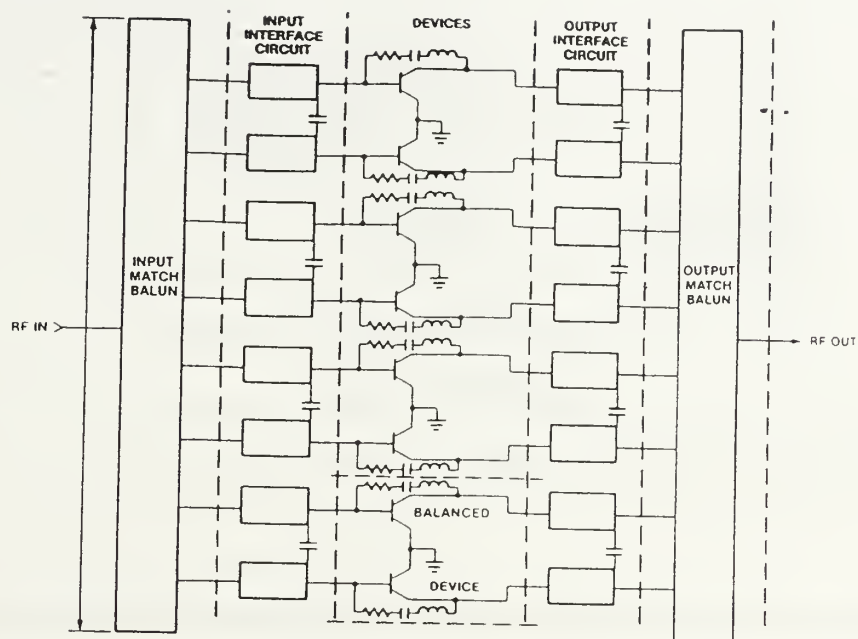 INPUT
INTERFACE
CIRCUIT
DEVICES
OUTPUT
INTERFACE
CIRCUIT
INPUT
MATCH
BALUN
OUTPUT
MATCH
BALUN
RF IN
RF OUT
BALANCED
DEVICE